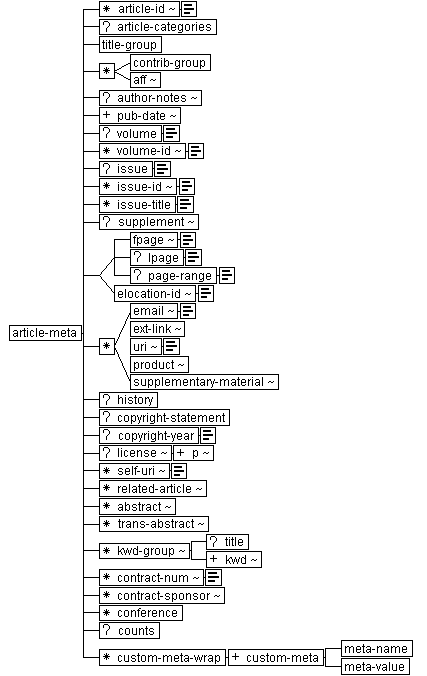 * article-id ~
? article-categories
title-group
*
contrib-group
aff ~
? author-notes ~
+ pub-date ~
? volume
* volume-id ~
? issue
* issue-id ~
* issue-title
? supplement ~
fpage ~
? lpage
? page-range
elocation-id ~
article-meta
*
email ~
ext-link ~
uri ~
product ~
supplementary-material ~
? history
? copyright-statement
? copyright-year
? license ~ + p ~
* self-uri ~
* related-article ~
* abstract ~
* trans-abstract ~
* kwd-group ~
? title
+ kwd ~
* contract-num ~
* contract-sponsor ~
* conference
? counts
* custom-meta-wrap + custom-meta
meta-name
meta-value